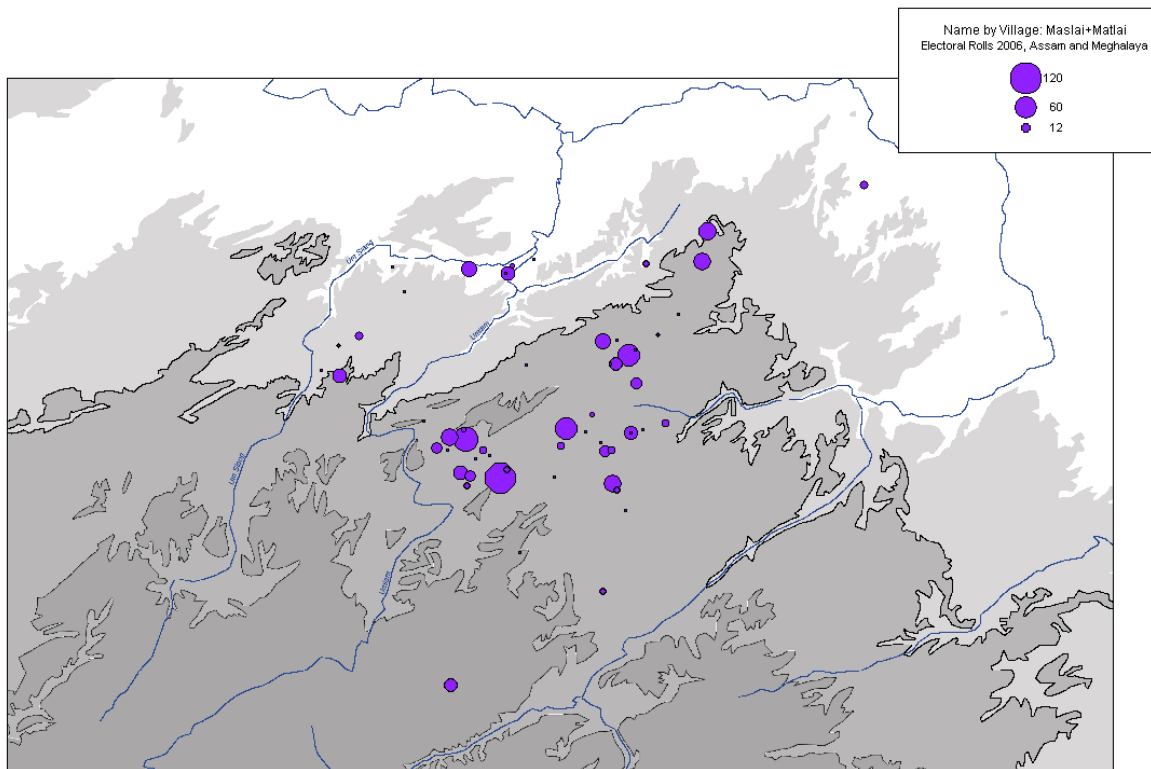 Name by Village: Maslai+Matlai
Electoral Rolls 2006, Assam and Meghalaya
120
60
12
Um Siang
Umiam
Um Siang
Umiam